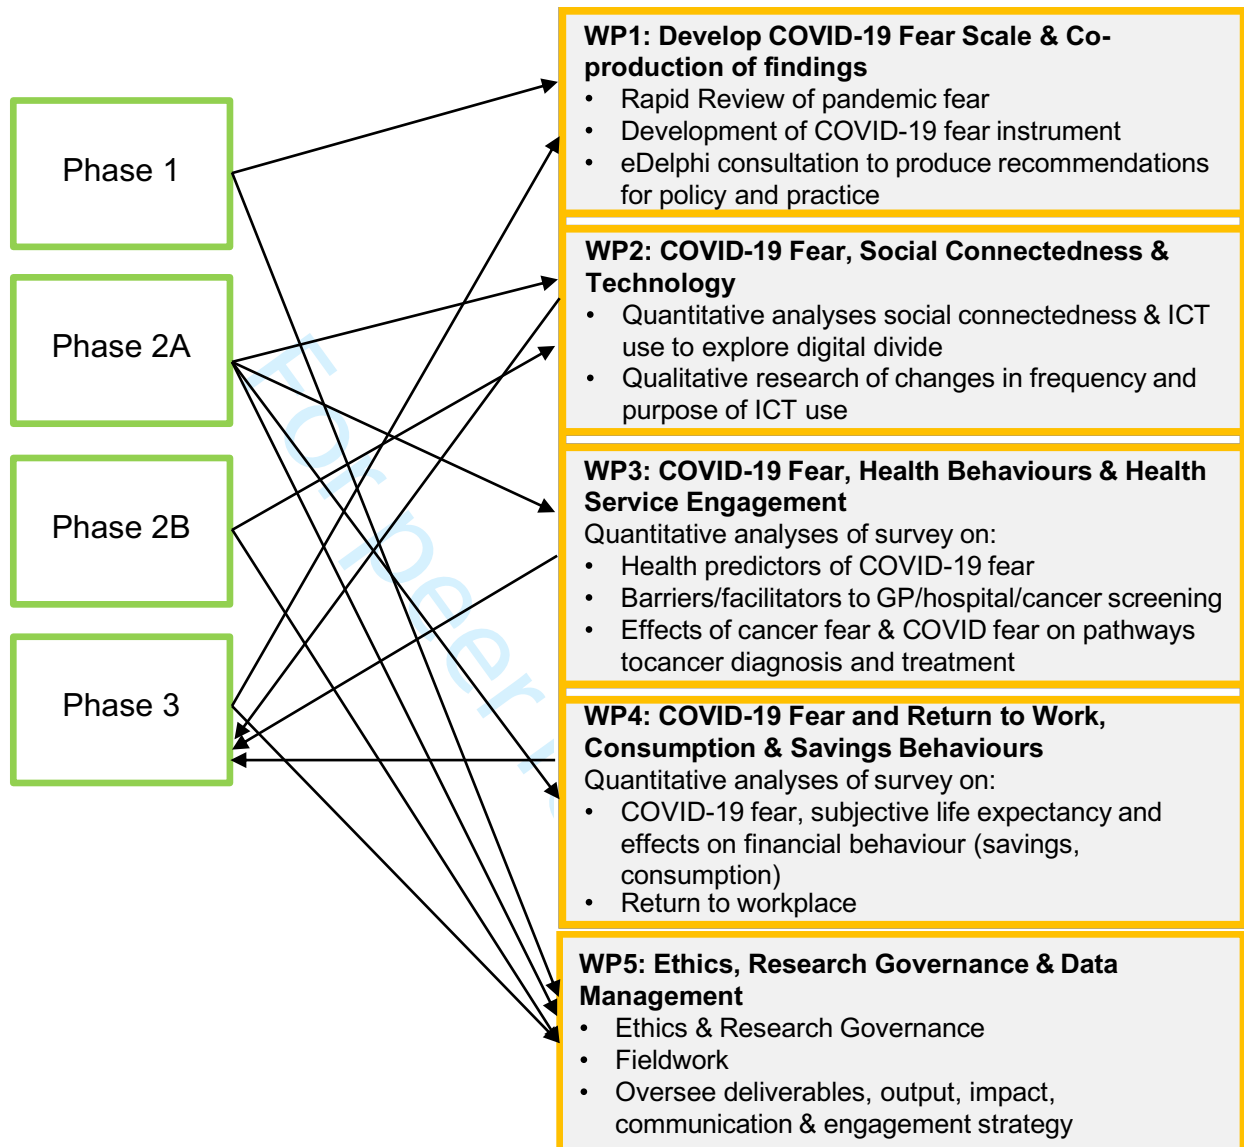 Phase 1
Phase 2A
Phase 2B
Phase 3
WP1: Develop COVID-19 Fear Scale & Co-
production of findings
• Rapid Review of pandemic fear
• Development of COVID-19 fear instrument
• eDelphi consultation to produce recommendations
for policy and practice
WP2: COVID-19 Fear, Social Connectedness &
Technology
• Quantitative analyses social connectedness & ICT
use to explore digital divide
• Qualitative research of changes in frequency and
purpose of ICT use
WP3: COVID-19 Fear, Health Behaviours & Health
Service Engagement
Quantitative analyses of survey on:
• Health predictors of COVID-19 fear
• Barriers/facilitators to GP/hospital/cancer screening
• Effects of cancer fear & COVID fear on pathways
tocancer diagnosis and treatment
WP4: COVID-19 Fear and Return to Work,
Consumption & Savings Behaviours
Quantitative analyses of survey on:
• COVID-19 fear, subjective life expectancy and
effects on financial behaviour (savings,
consumption)
• Return to workplace
WP5: Ethics, Research Governance & Data
Management
• Ethics & Research Governance
• Fieldwork
• Oversee deliverables, output, impact,
communication & engagement strategy
For peer